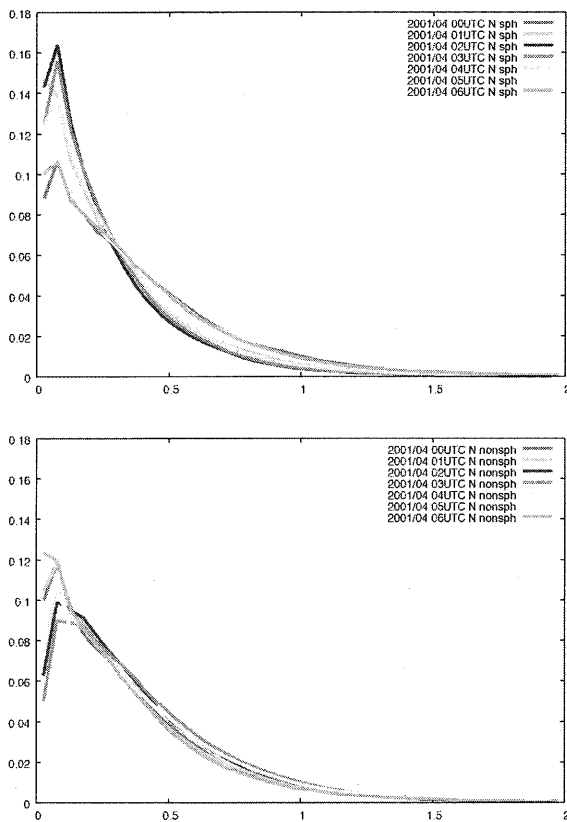 0.18
0.16
0.14
0.12
0.1
0.08
0.06
0.04
0.02
0
2001/04 00UTC N sph
2001/04 01UTC N sph
2001/04 02UTC N sph
2001/04 03UTC N sph
2001/04 04UTC N sph
2001/04 05UTC N sph
2001/04 06UTC N sph
0
0.5
1
1.5
2
0.18
0.16
0.14
0.12
0.1
0.08
0.06
0.04
0.02
0
2001/04 00UTC N nonsph
2001/04 01UTC N nonsph
2001/04 02UTC N nonsph
2001/04 03UTC N nonsph
2001/04 04UTC N nonsph
2001/04 05UTC N nonsph
2001/04 06UTC N nonsph
0
0.5
1
1.5
2